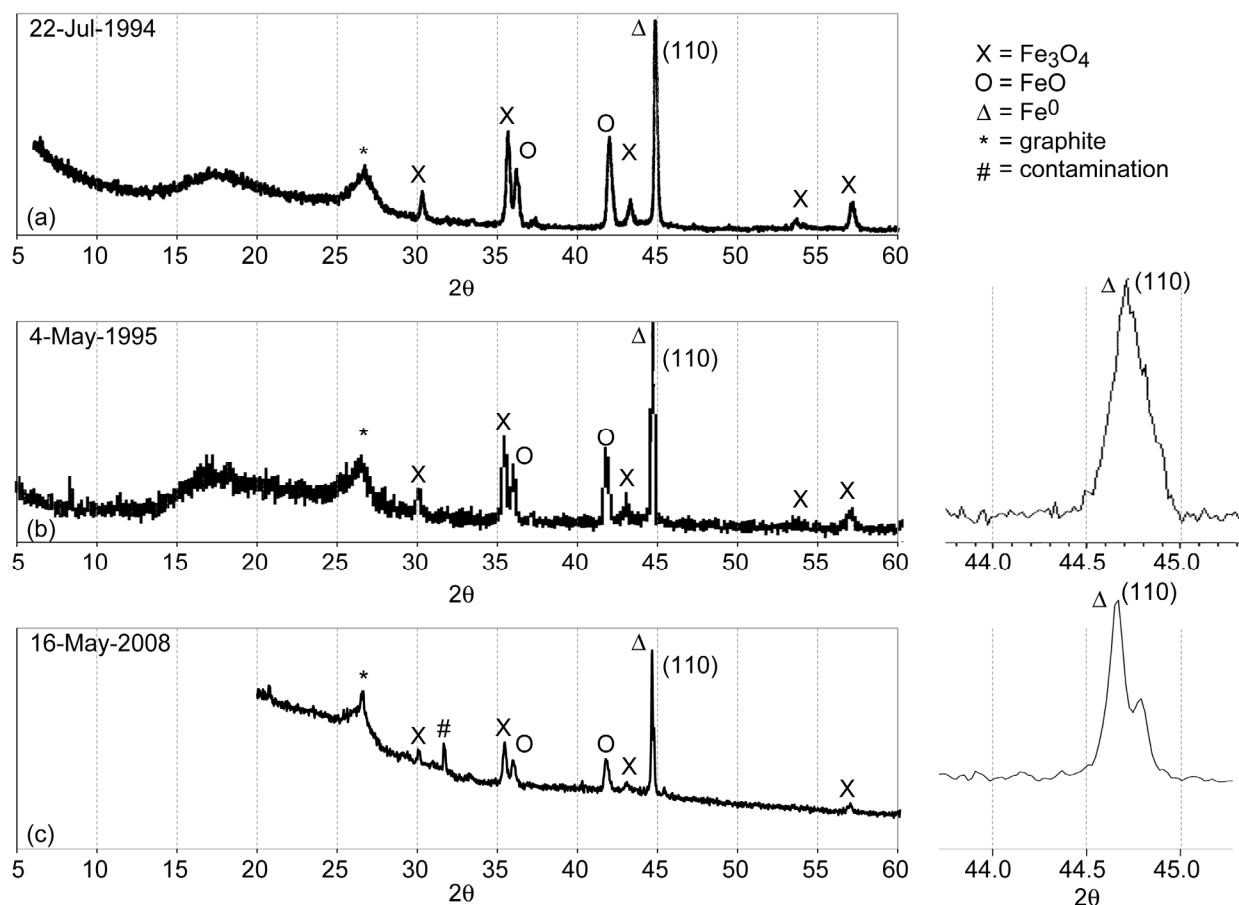 22-Jul-1994
Δ
(110)
X
O
O
X
*
X
X
X
(a)
5 10 15 20 25 30 35 40 45 50 55 60
2θ
X = Fe3O4
O = FeO
Δ = Fe0
* = graphite
# = contamination
4-May-1995
Δ
(110)
X
O
O
*
X
X
X
X
(b)
5 10 15 20 25 30 35 40 45 50 55 60
2θ
Δ (110)
44.0 44.5 45.0
16-May-2008
Δ
(110)
*
X
#
X
O
O
X
X
(c)
5 10 15 20 25 30 35 40 45 50 55 60
2θ
Δ (110)
44.0 44.5 45.0
2θ